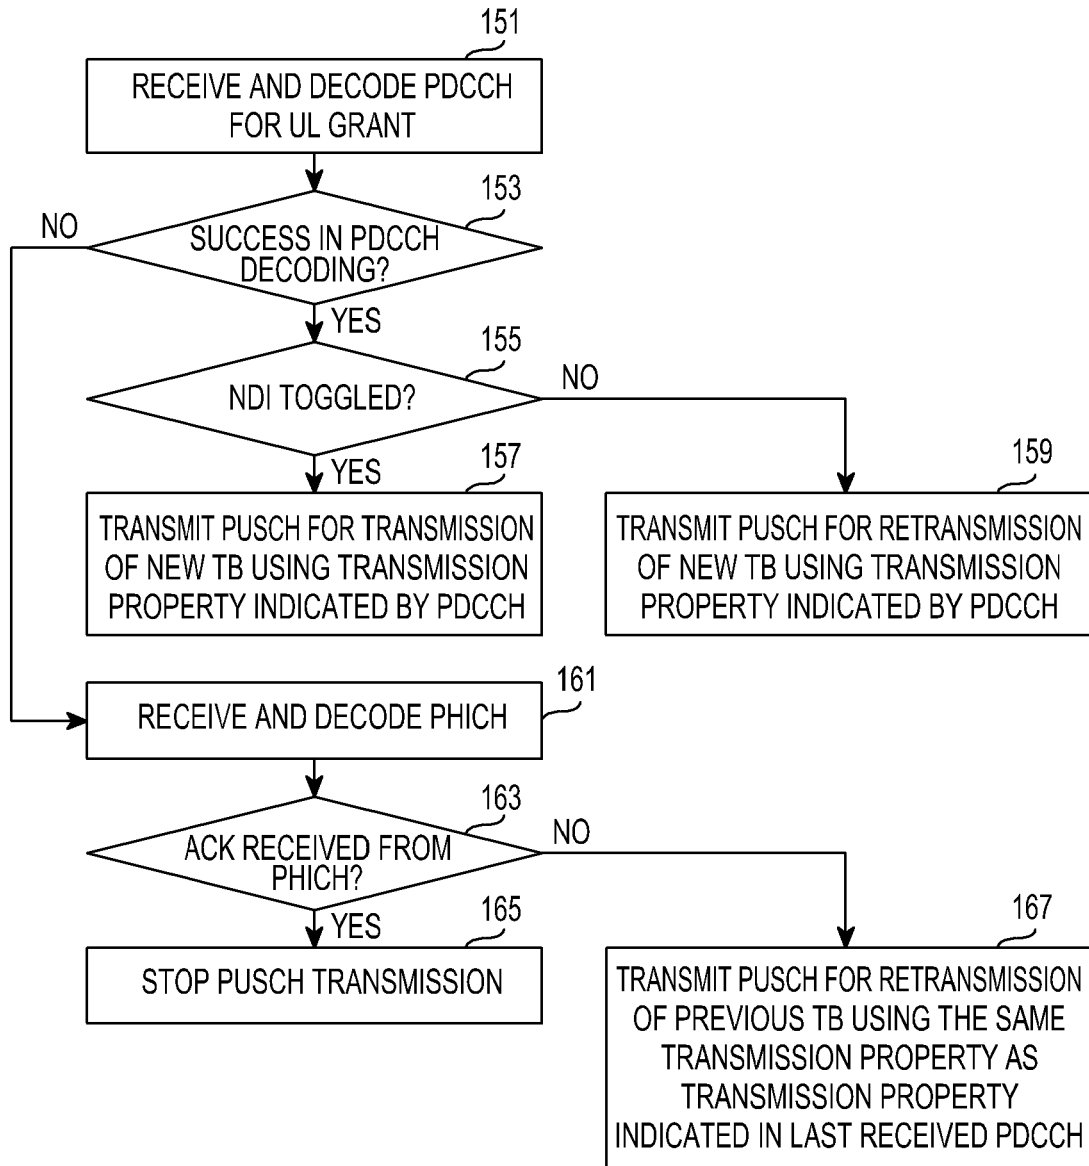 151
RECEIVE AND DECODE PDCCH
FOR UL GRANT
153
NO
SUCCESS IN PDCCH
DECODING?
YES
155
NO
NDI TOGGLED?
YES
157
159
TRANSMIT PUSCH FOR TRANSMISSION
OF NEW TB USING TRANSMISSION
PROPERTY INDICATED BY PDCCH
TRANSMIT PUSCH FOR RETRANSMISSION
OF NEW TB USING TRANSMISSION
PROPERTY INDICATED BY PDCCH
161
RECEIVE AND DECODE PHICH
163
NO
ACK RECEIVED FROM
PHICH?
YES
165
167
STOP PUSCH TRANSMISSION
TRANSMIT PUSCH FOR RETRANSMISSION
OF PREVIOUS TB USING THE SAME
TRANSMISSION PROPERTY AS
TRANSMISSION PROPERTY
INDICATED IN LAST RECEIVED PDCCH